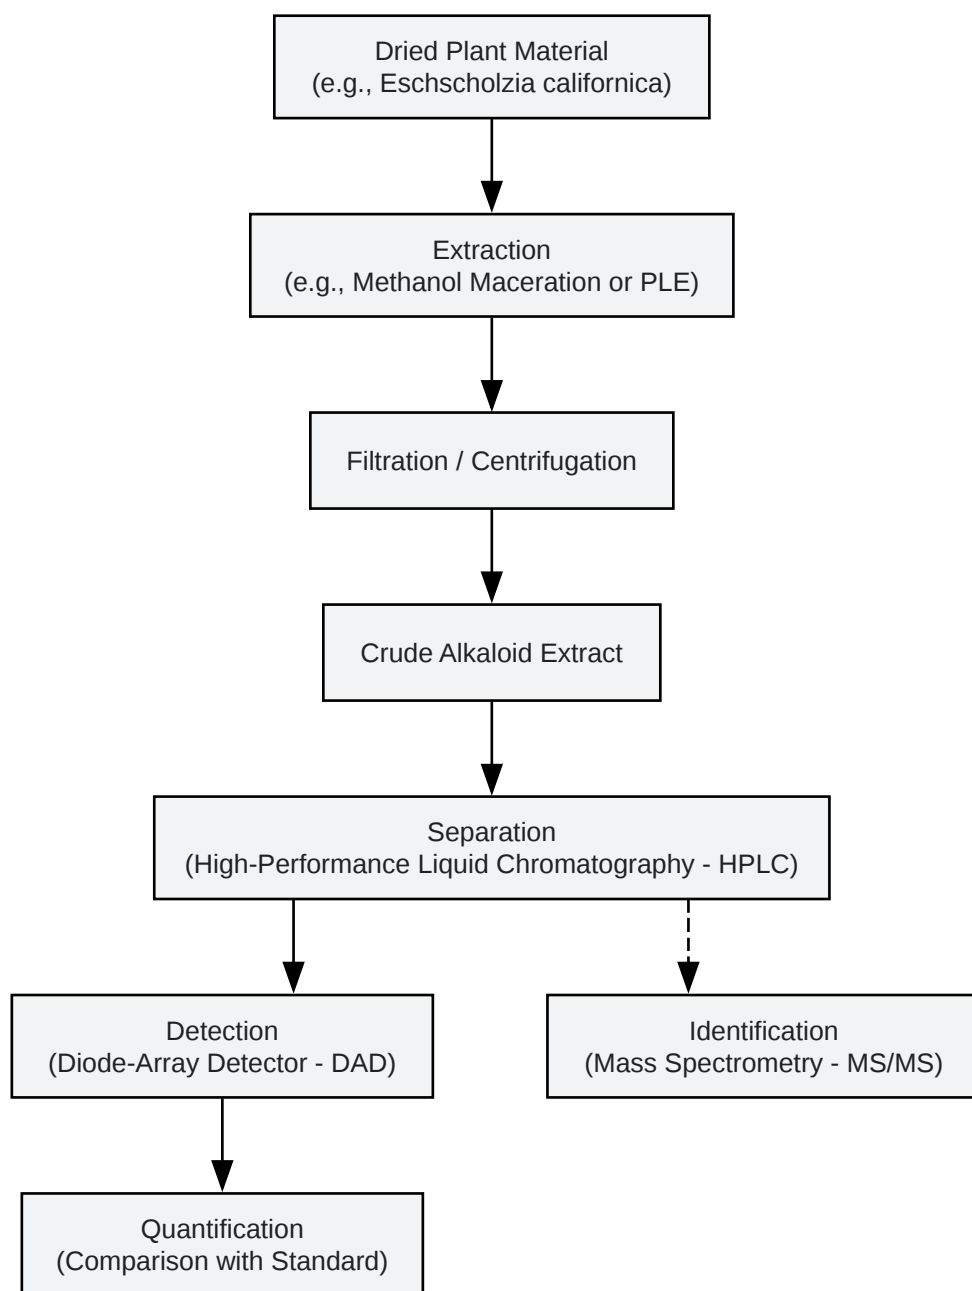 Dried Plant Material
(e.g., Eschscholzia californica)
Extraction
(e.g., Methanol Maceration or PLE)
Filtration / Centrifugation
Crude Alkaloid Extract
Separation
(High-Performance Liquid Chromatography - HPLC)
Detection
(Diode-Array Detector - DAD)
Identification
(Mass Spectrometry - MS/MS)
Quantification
(Comparison with Standard)